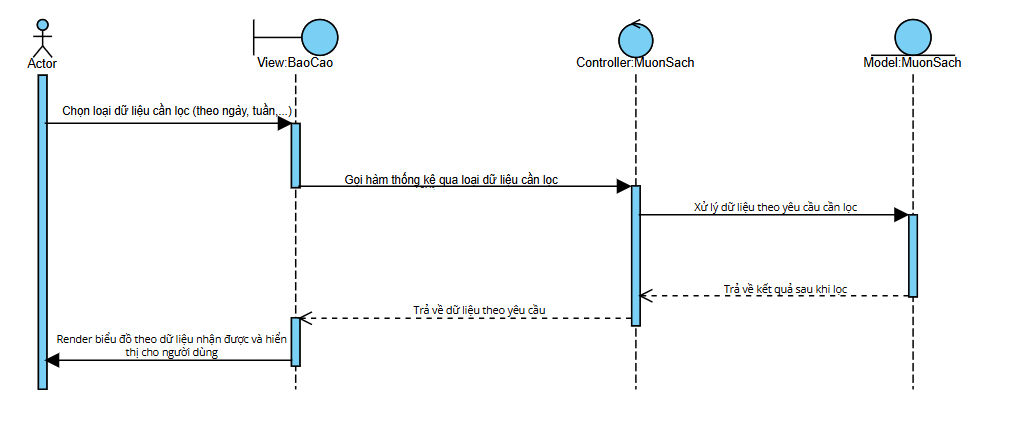 Actor
View:BaoCao
Controller:MuonSach
Model:MuonSach
Chọn loại dữ liệu cần lọc (theo ngày, tuần,...)
Gọi hàm thống kê qua loại dữ liệu cần lọc
Xử lý dữ liệu theo yêu cầu cần lọc
Trả về kết quả sau khi lọc
Trả về dữ liệu theo yêu cầu
Render biểu đồ theo dữ liệu nhận được và hiển
thị cho người dùng